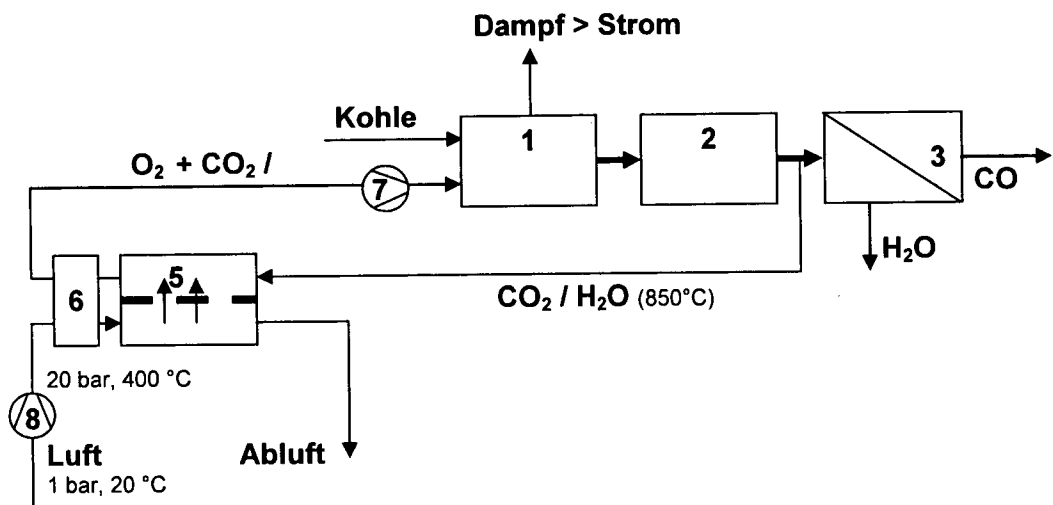 Dampf > Strom
Kohle
1
2
3
O₂ + CO₂ /
7
CO
H₂O
5
6
CO₂ / H₂O (850°C)
20 bar, 400 °C
8
Luft
Abluft
1 bar, 20 °C